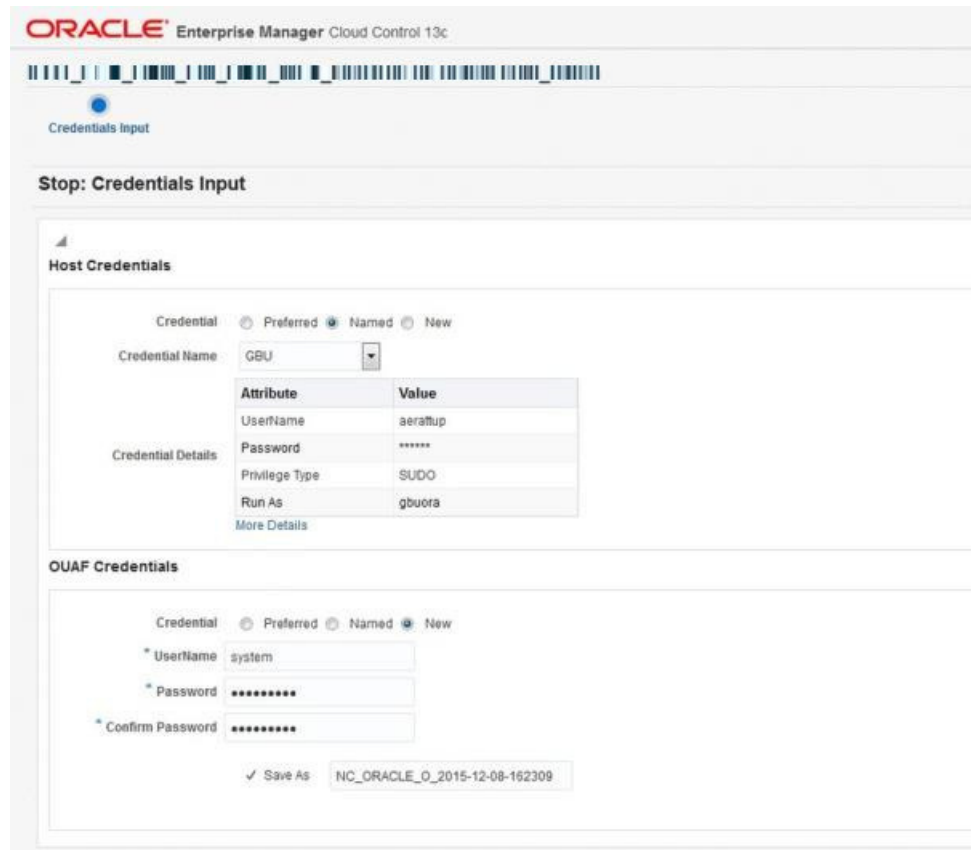 ORACLE® Enterprise Manager Cloud Control 13c
Credentials Input
Stop: Credentials Input
Host Credentials
Credential Preferred Named New
Credential Name GBU
Attribute Value
UserName aerattup
Credential Details
Password ******
Privilege Type SUDO
Run As gbuora
More Details
OUAF Credentials
Credential Preferred Named New
* UserName system
* Password •••••••••
* Confirm Password •••••••••
✓ Save As NC_ORACLE_O_2015-12-08-162309